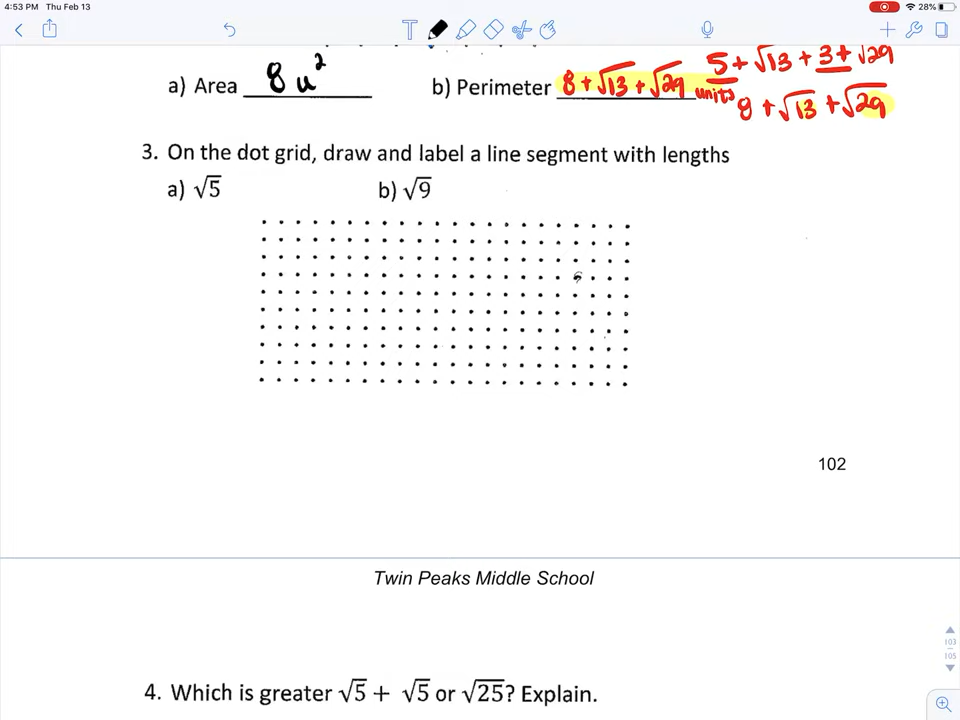 4:53 PM Thu Feb 13
28%
T
5 + √13 + 3 + √29
a) Area 8 u² b) Perimeter 8 + √13 + √29 units
8 + √13 + √29
3. On the dot grid, draw and label a line segment with lengths
a) √5 b) √9
102
Twin Peaks Middle School
103
105
4. Which is greater √5 + √5 or √25? Explain.